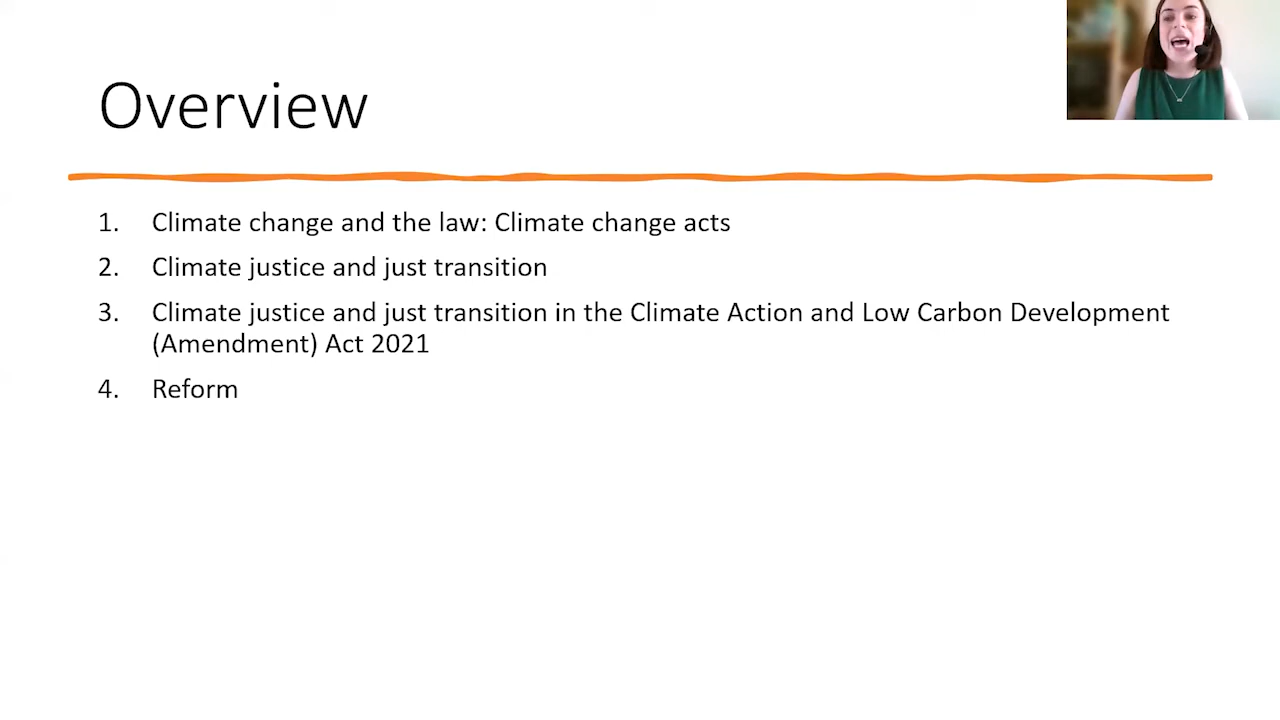 Overview
1. Climate change and the law: Climate change acts
2. Climate justice and just transition
3. Climate justice and just transition in the Climate Action and Low Carbon Development
(Amendment) Act 2021
4. Reform